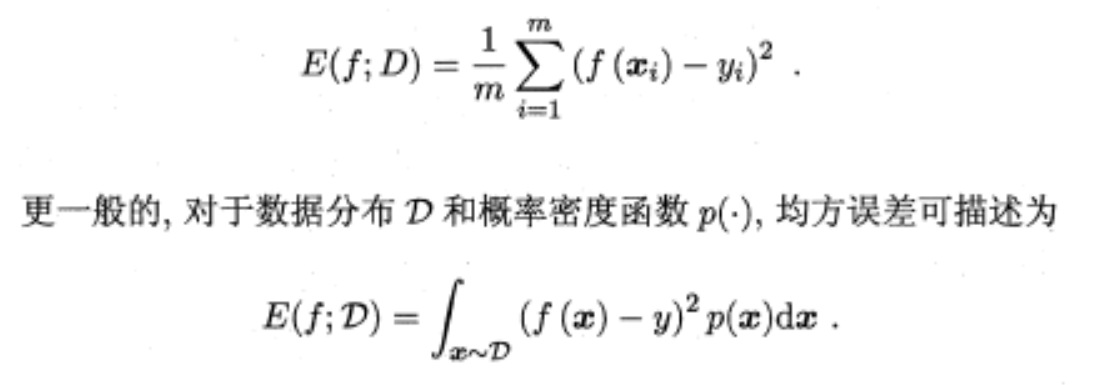 E(f; D) = \frac{1}{m} \sum_{i=1}^{m} (f(\boldsymbol{x}_i) - y_i)^2 .
更一般的, 对于数据分布 \mathcal{D} 和概率密度函数 p(·), 均方误差可描述为
E(f; \mathcal{D}) = \int_{\boldsymbol{x} \sim \mathcal{D}} (f(\boldsymbol{x}) - y)^2 p(\boldsymbol{x}) \mathrm{d}\boldsymbol{x} .